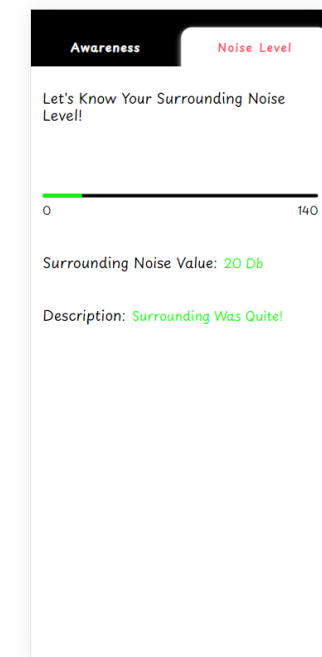 Awareness Noise Level
Let's Know Your Surrounding Noise
Level!
0 140
Surrounding Noise Value: 20 Db
Description: Surrounding Was Quite!